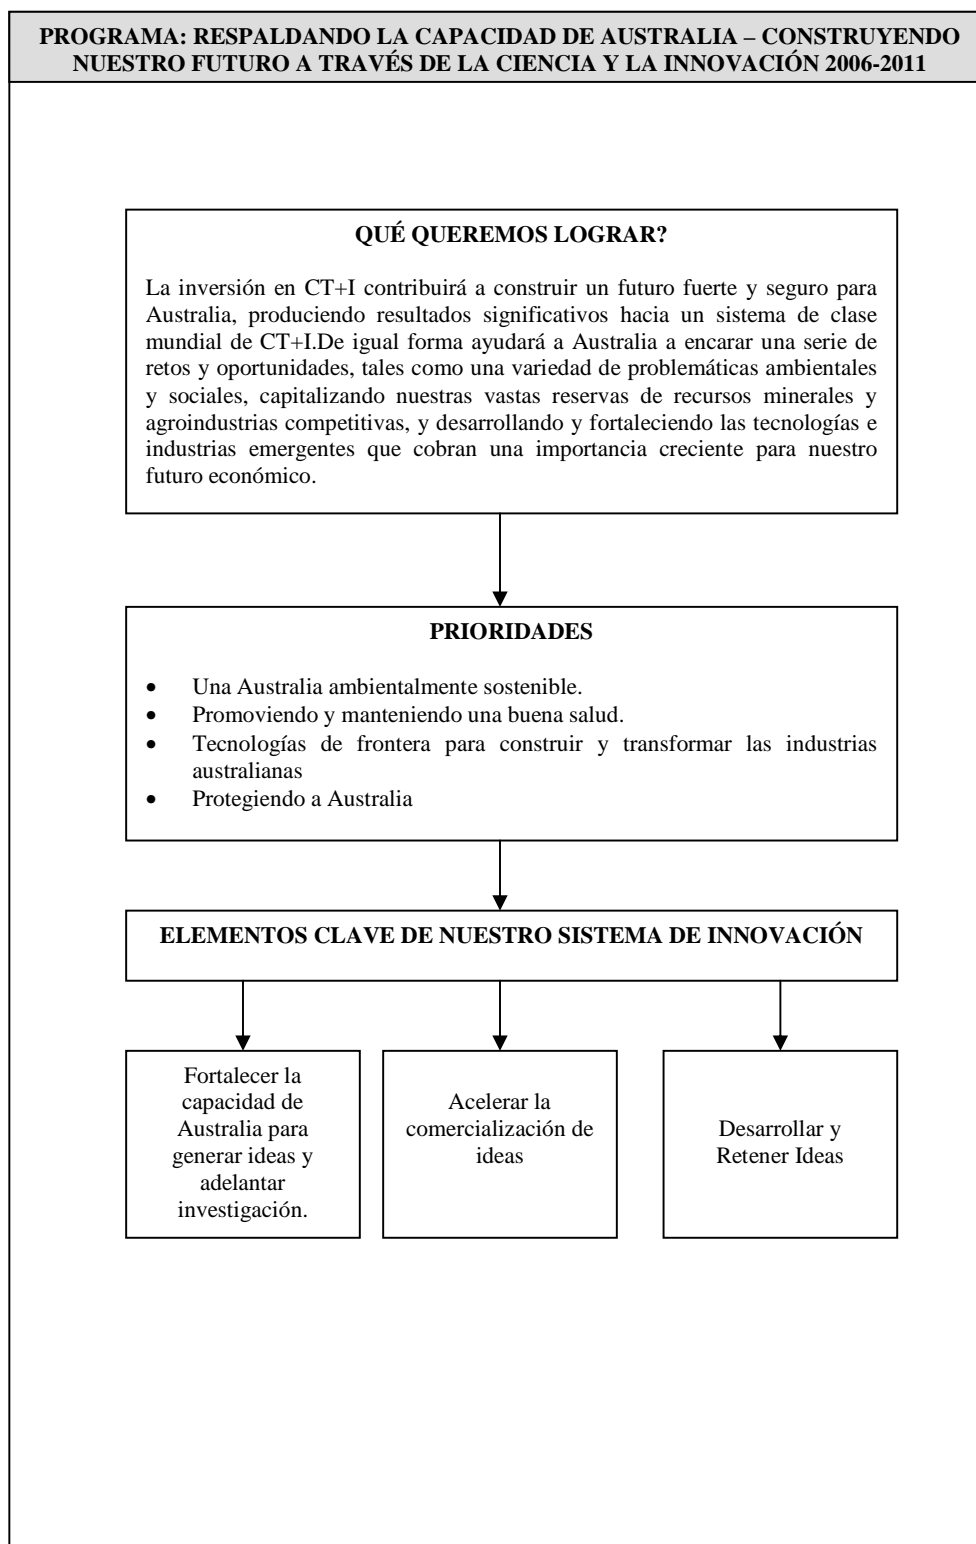 PROGRAMA: RESPALDANDO LA CAPACIDAD DE AUSTRALIA – CONSTRUYENDO
NUESTRO FUTURO A TRAVÉS DE LA CIENCIA Y LA INNOVACIÓN 2006-2011
QUÉ QUEREMOS LOGRAR?
La inversión en CT+I contribuirá a construir un futuro fuerte y seguro para
Australia, produciendo resultados significativos hacia un sistema de clase
mundial de CT+I.De igual forma ayudará a Australia a encarar una serie de
retos y oportunidades, tales como una variedad de problemáticas ambientales
y sociales, capitalizando nuestras vastas reservas de recursos minerales y
agroindustrias competitivas, y desarrollando y fortaleciendo las tecnologías e
industrias emergentes que cobran una importancia creciente para nuestro
futuro económico.
PRIORIDADES
• Una Australia ambientalmente sostenible.
• Promoviendo y manteniendo una buena salud.
• Tecnologías de frontera para construir y transformar las industrias
australianas
• Protegiendo a Australia
ELEMENTOS CLAVE DE NUESTRO SISTEMA DE INNOVACIÓN
Fortalecer la
capacidad de
Australia para
generar ideas y
adelantar
investigación.
Acelerar la
comercialización de
ideas
Desarrollar y
Retener Ideas